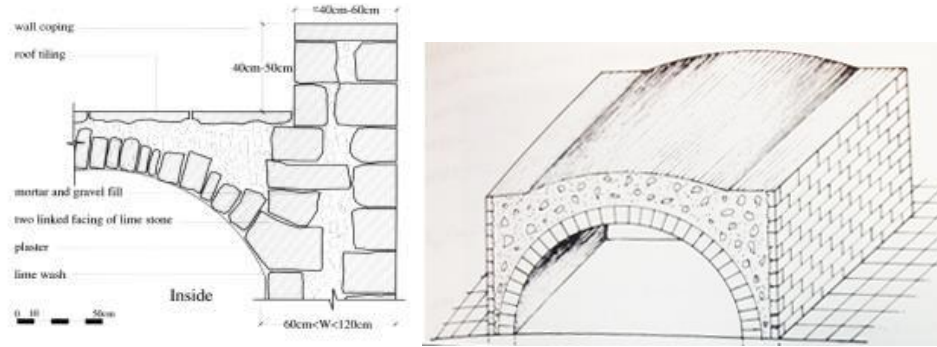 ≈40cm-60cm
wall coping
roof tiling
40cm-50cm
mortar and gravel fill
two linked facing of lime stone
plaster
lime wash
Inside
0 10 50cm
60cm<W<120cm